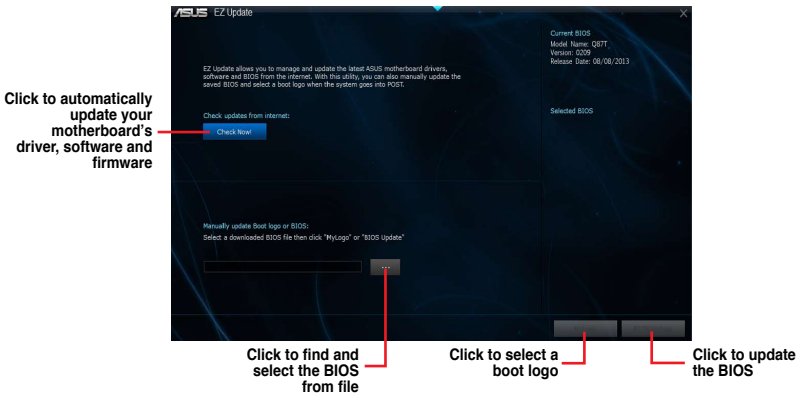 ASUS EZ Update
X
Current BIOS
Model Name: Q87T
Version: 0209
Release Date: 08/08/2013
EZ Update allows you to manage and update the latest ASUS motherboard drivers,
software and BIOS from the internet. With this utility, you can also manually update the
saved BIOS and select a boot logo when the system goes into POST.
Selected BIOS
Check updates from internet:
Check Now!
Click to automatically
update your
motherboard's
driver, software and
firmware
Manually update Boot logo or BIOS:
Select a downloaded BIOS file then click "MyLogo" or "BIOS Update"
...
Click to find and
select the BIOS
from file
Click to select a
boot logo
Click to update
the BIOS